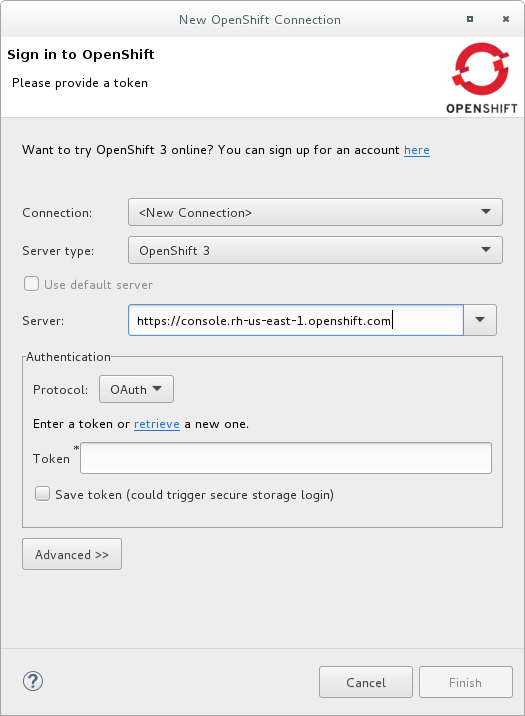 New OpenShift Connection
Sign in to OpenShift
Please provide a token
OPENSHIFT
Want to try OpenShift 3 online? You can sign up for an account here
Connection: <New Connection>
Server type: OpenShift 3
Use default server
Server: https://console.rh-us-east-1.openshift.com
Authentication
Protocol: OAuth
Enter a token or retrieve a new one.
Token *
Save token (could trigger secure storage login)
Advanced >>
? Cancel Finish